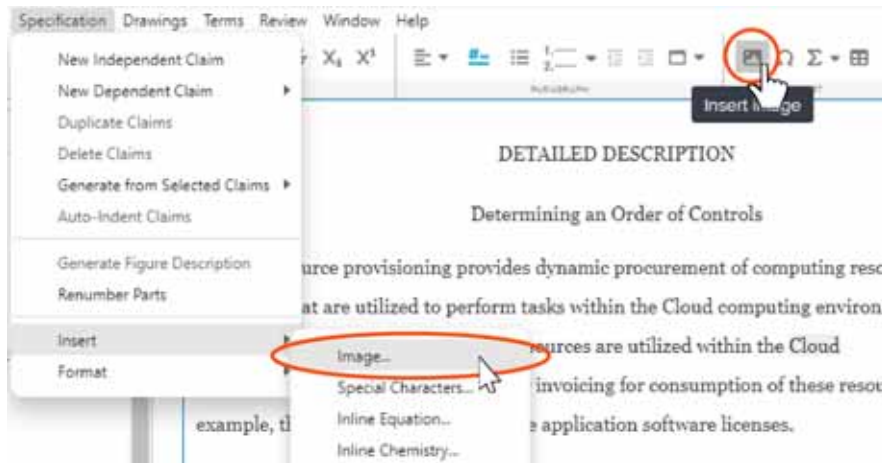 Specification Drawings Terms Review Window Help
New Independent Claim
New Dependent Claim
Duplicate Claims
Delete Claims
Generate from Selected Claims
Auto-Indent Claims
Generate Figure Description
Renumber Parts
Insert
Format
Image...
Special Characters...
Inline Equation...
Inline Chemistry...
X₂ X³
Insert Image
DETAILED DESCRIPTION
Determining an Order of Controls
urce provisioning provides dynamic procurement of computing reso
at are utilized to perform tasks within the Cloud computing environ
ources are utilized within the Cloud
invoicing for consumption of these resou
example, th
e application software licenses.